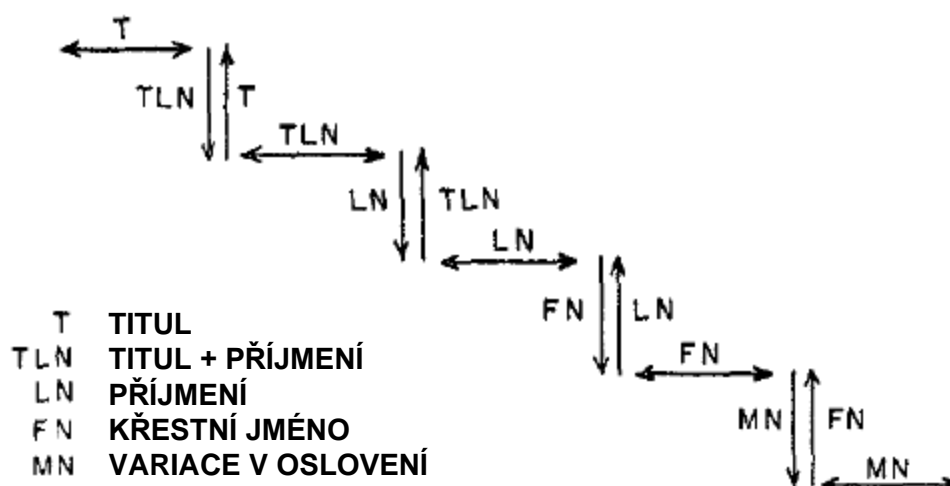 T
TLN T
TLN
LN TLN
LN
FN LN
FN
MN FN
MN
T TITUL
TLN TITUL + PŘÍJMENÍ
LN PŘÍJMENÍ
FN KŘESTNÍ JMÉNO
MN VARIACE V OSLOVENÍ